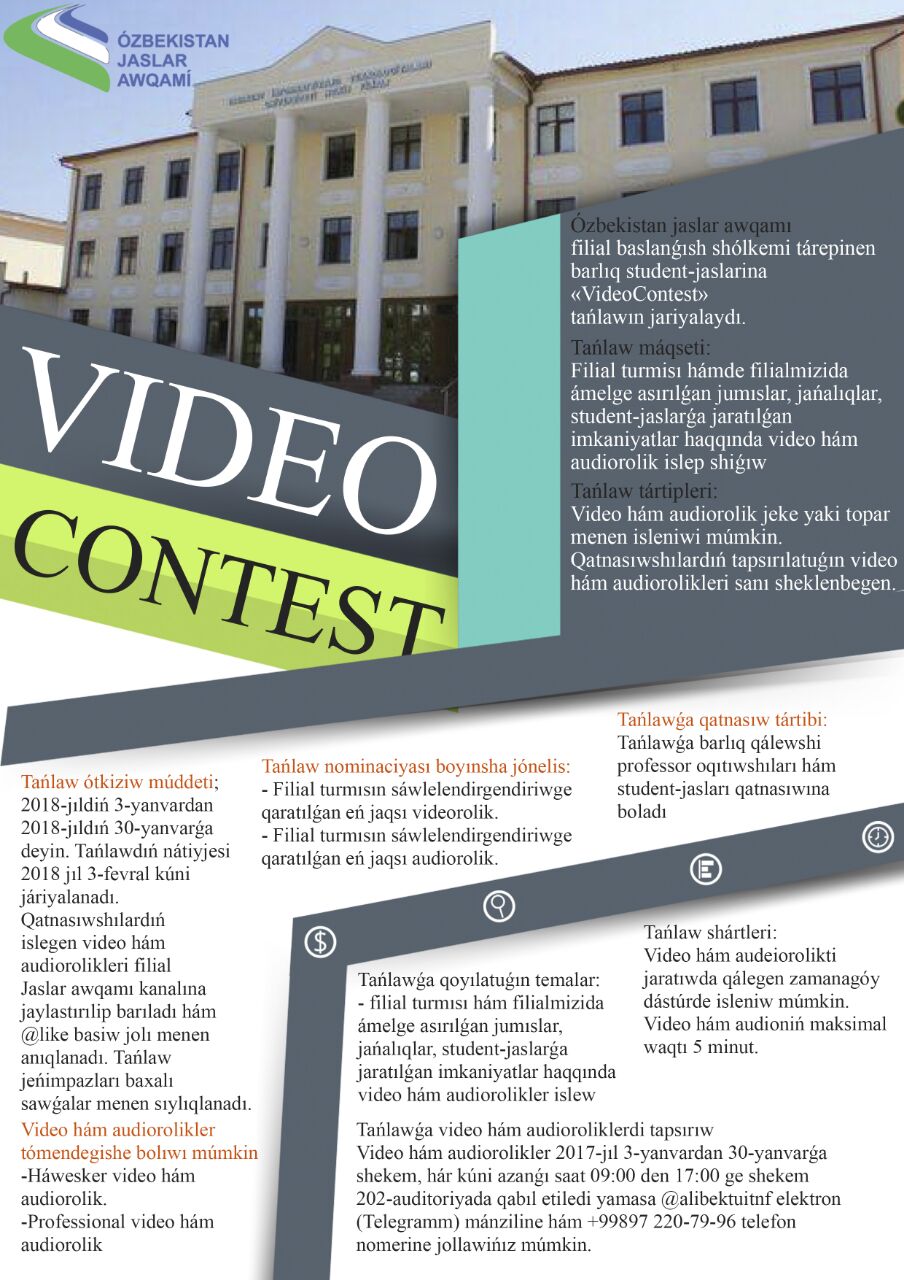 ÓZBEKISTAN
JASLAR
AWQAMÍ
Ózbekistan jaslar awqamı
filial baslanǵısh shólkemi tárepinen
barlıq student-jaslarina
«VideoContest»
tańlawın jariyalaydı.
Tańlaw máqseti:
Filial turmisı hámde filialmizida
ámelge asırılǵan jumıslar, jańalıqlar,
student-jaslarǵa jaratılǵan
imkaniyatlar haqqında video hám
audiorolik islep shiǵıw
Tańlaw tártipleri:
Video hám audiorolik jeke yaki topar
menen isleniwi múmkin.
Qatnasıwshılardıń tapsırılatuǵın video
hám audiorolikleri sanı sheklenbegen.
VIDEO
CONTEST
Tańlaw ótkiziw múddeti;
2018-jıldiń 3-yanvardan
2018-jıldıń 30-yanvarǵa
deyin. Tańlawdıń nátiyjesi
2018 jıl 3-fevral kúni
járiyalanadı.
Qatnasıwshılardıń
islegen video hám
audiorolikleri filial
Jaslar awqamı kanalına
jaylastırılip barıladı hám
@like basiw jolı menen
anıqlanadı. Tańlaw
jeńimpazları baxalı
sawǵalar menen sıylıqlanadı.
Video hám audiorolikler
tómendegishe bolıwı múmkin
-Háwesker video hám
audiorolik.
-Professional video hám
audiorolik
Tańlaw nominaciyası boyınsha jónelis:
- Filial turmısın sáwlelendirgendiriwge
qaratılǵan eń jaqsı videorolik.
- Filial turmısın sáwlelendirgendiriwge
qaratılǵan eń jaqsı audiorolik.
Tańlawǵa qatnasıw tártibi:
Tańlawǵa barlıq qálewshi
professor oqıtıwshıları hám
student-jasları qatnasıwına
boladı
Tańlawǵa qoyılatuǵın temalar:
- filial turmısı hám filialmizida
ámelge asırılǵan jumıslar,
jańalıqlar, student-jaslarǵa
jaratılǵan imkaniyatlar haqqında
video hám audiorolikler islew
Tańlaw shártleri:
Video hám audeiorolikti
jaratıwda qálegen zamanagóy
dástúrde isleniw múmkin.
Video hám audioniń maksimal
waqtı 5 minut.
Tańlawǵa video hám audioroliklerdi tapsırıw
Video hám audiorolikler 2017-jıl 3-yanvardan 30-yanvarǵa
shekem, hár kúni azanǵı saat 09:00 den 17:00 ge shekem
202-auditoriyada qabıl etiledi yamasa @alibektuitnf elektron
(Telegramm) mánziline hám +99897 220-79-96 telefon
nomerine jollawińız múmkin.